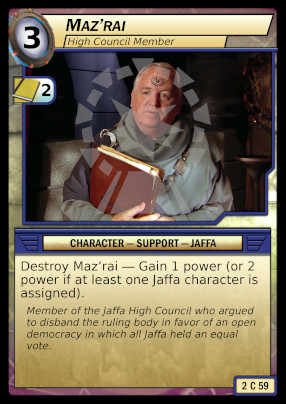 3
MAZ'RAI
High Council Member
2
CHARACTER — SUPPORT — JAFFA
Destroy Maz'rai — Gain 1 power (or 2
power if at least one Jaffa character is
assigned).
Member of the Jaffa High Council who argued
to disband the ruling body in favor of an open
democracy in which all Jaffa held an equal
vote.
2 C 59